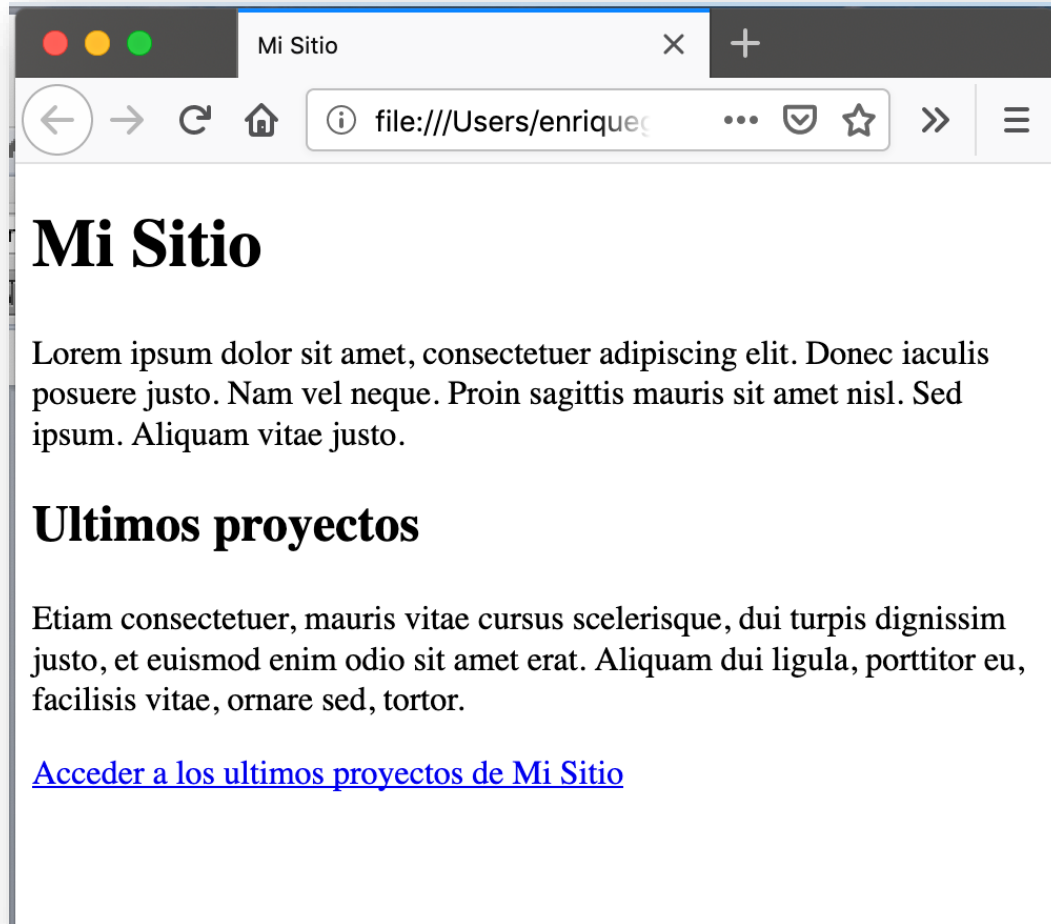 Mi Sitio
file:///Users/enrique
Mi Sitio
Lorem ipsum dolor sit amet, consectetuer adipiscing elit. Donec iaculis
posuere justo. Nam vel neque. Proin sagittis mauris sit amet nisl. Sed
ipsum. Aliquam vitae justo.
Ultimos proyectos
Etiam consectetuer, mauris vitae cursus scelerisque, dui turpis dignissim
justo, et euismod enim odio sit amet erat. Aliquam dui ligula, porttitor eu,
facilisis vitae, ornare sed, tortor.
Acceder a los ultimos proyectos de Mi Sitio